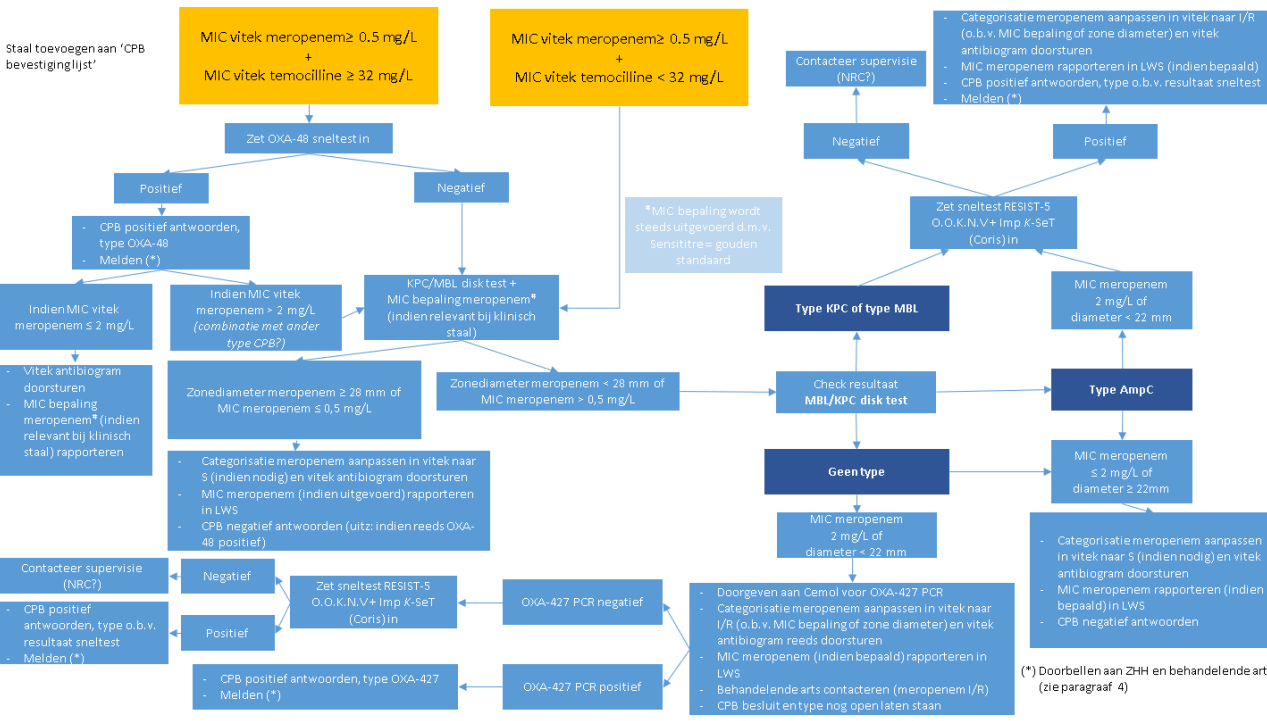 Staal toevoegen aan 'CPB
bevestiging lijst'
MIC vitek meropenem≥ 0.5 mg/L
+
MIC vitek temocilline ≥ 32 mg/L
MIC vitek meropenem≥ 0.5 mg/L
+
MIC vitek temocilline < 32 mg/L
Contacteer supervisie
(NRC?)
- Categorisatie meropenem aanpassen in vitek naar I/R
(o.b.v. MIC bepaling of zone diameter) en vitek
antibiogram doorsturen
- MIC meropenem rapporteren in LWS (indien bepaald)
- CPB positief antwoorden, type o.b.v. resultaat sneltest
- Melden (*)
Zet OXA-48 sneltest in
Negatief
Positief
Positief
Negatief
Zet sneltest RESIST-5
O.O.K.N.V+ Imp K-SeT
(Coris) in
*MIC bepaling wordt
steeds uitgevoerd d.m.v.
Sensititre = gouden
standaard
- CPB positief antwoorden,
type OXA-48
- Melden (*)
Indien MIC vitek
meropenem ≤ 2 mg/L
Indien MIC vitek
meropenem > 2 mg/L
(combinatie met ander
type CPB?)
KPC/MBL disk test +
MIC bepaling meropenem*
(indien relevant bij klinisch
staal)
Type KPC of type MBL
MIC meropenem
2 mg/L of
diameter < 22 mm
- Vitek antibiogram
doorsturen
- MIC bepaling
meropenem* (indien
relevant bij klinisch
staal) rapporteren
Zonediameter meropenem ≥ 28 mm of
MIC meropenem ≤ 0,5 mg/L
Zonediameter meropenem < 28 mm of
MIC meropenem > 0,5 mg/L
Check resultaat
MBL/KPC disk test
Type AmpC
- Categorisatie meropenem aanpassen in vitek naar
S (indien nodig) en vitek antibiogram doorsturen
- MIC meropenem (indien uitgevoerd) rapporteren
in LWS
- CPB negatief antwoorden (uitz: indien reeds OXA-
48 positief)
Geen type
MIC meropenem
≤ 2 mg/L of
diameter ≥ 22mm
MIC meropenem
2 mg/L of
diameter < 22 mm
- Categorisatie meropenem aanpassen
in vitek naar S (indien nodig) en vitek
antibiogram doorsturen
- MIC meropenem rapporteren (indien
bepaald) in LWS
- CPB negatief antwoorden
Contacteer supervisie
(NRC?)
Negatief
Zet sneltest RESIST-5
O.O.K.N.V+ Imp K-SeT
(Coris) in
OXA-427 PCR negatief
- CPB positief
antwoorden, type o.b.v.
resultaat sneltest
- Melden (*)
Positief
- Doorgeven aan Cemol voor OXA-427 PCR
- Categorisatie meropenem aanpassen in vitek naar
I/R (o.b.v. MIC bepaling of zone diameter) en vitek
antibiogram reeds doorsturen
- MIC meropenem (indien bepaald) rapporteren in
LWS
- Behandelende arts contacteren (meropenem I/R)
- CPB besluit en type nog open laten staan
- CPB positief antwoorden, type OXA-427
- Melden (*)
OXA-427 PCR positief
(*) Doorbellen aan ZHH en behandelende arts
(zie paragraaf 4)